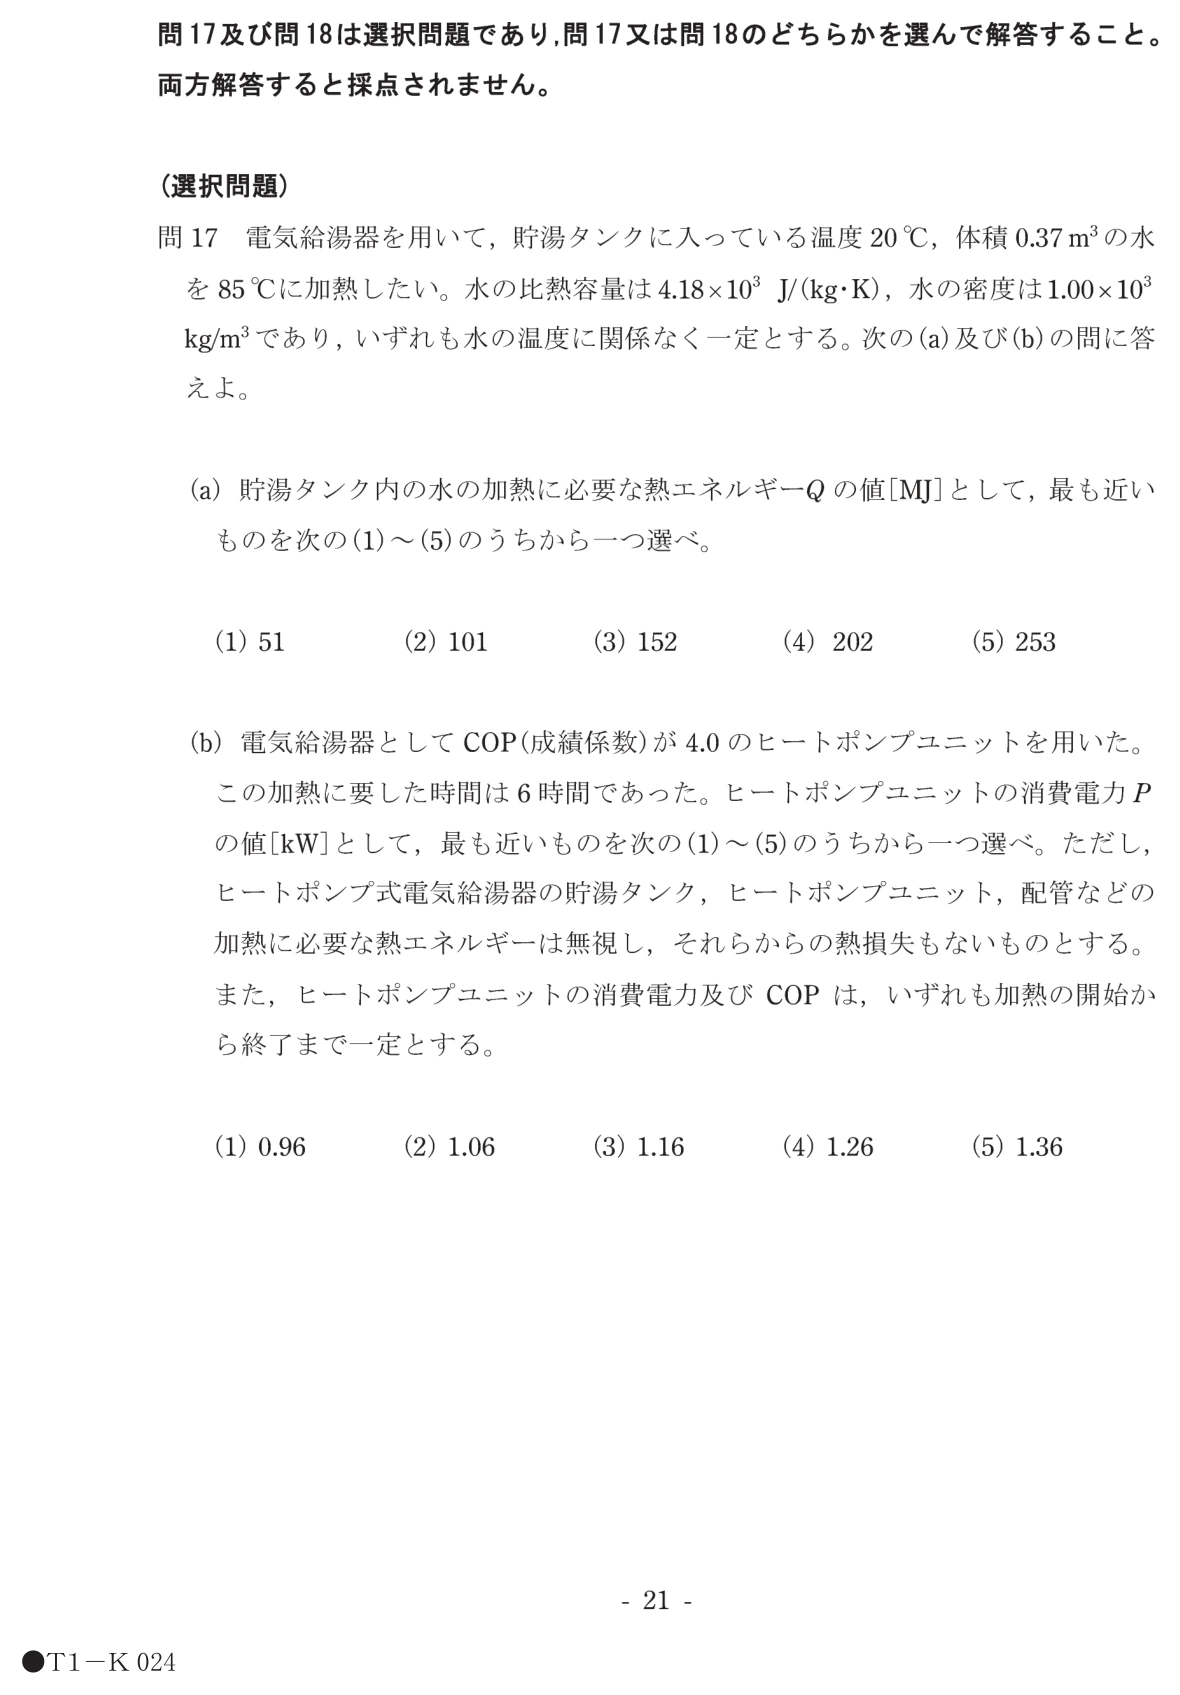 問17及び問18は選択問題であり,問17又は問18のどちらかを選んで解答すること。
両方解答すると採点されません。
(選択問題)
問17 電気給湯器を用いて，貯湯タンクに入っている温度 20 ℃，体積 0.37 m³ の水
を 85 ℃に加熱したい。水の比熱容量は 4.18×10³ J/(kg･K)，水の密度は 1.00×10³
kg/m³ であり，いずれも水の温度に関係なく一定とする。次の(a)及び(b)の問に答
えよ。
(a) 貯湯タンク内の水の加熱に必要な熱エネルギーQ の値[MJ]として，最も近い
ものを次の(1)～(5)のうちから一つ選べ。
(1) 51 (2) 101 (3) 152 (4) 202 (5) 253
(b) 電気給湯器として COP(成績係数)が 4.0 のヒートポンプユニットを用いた。
この加熱に要した時間は 6 時間であった。ヒートポンプユニットの消費電力 P
の値[kW]として，最も近いものを次の(1)～(5)のうちから一つ選べ。ただし，
ヒートポンプ式電気給湯器の貯湯タンク，ヒートポンプユニット，配管などの
加熱に必要な熱エネルギーは無視し，それらからの熱損失もないものとする。
また，ヒートポンプユニットの消費電力及び COP は，いずれも加熱の開始か
ら終了まで一定とする。
(1) 0.96 (2) 1.06 (3) 1.16 (4) 1.26 (5) 1.36
- 21 -
●T1－K 024